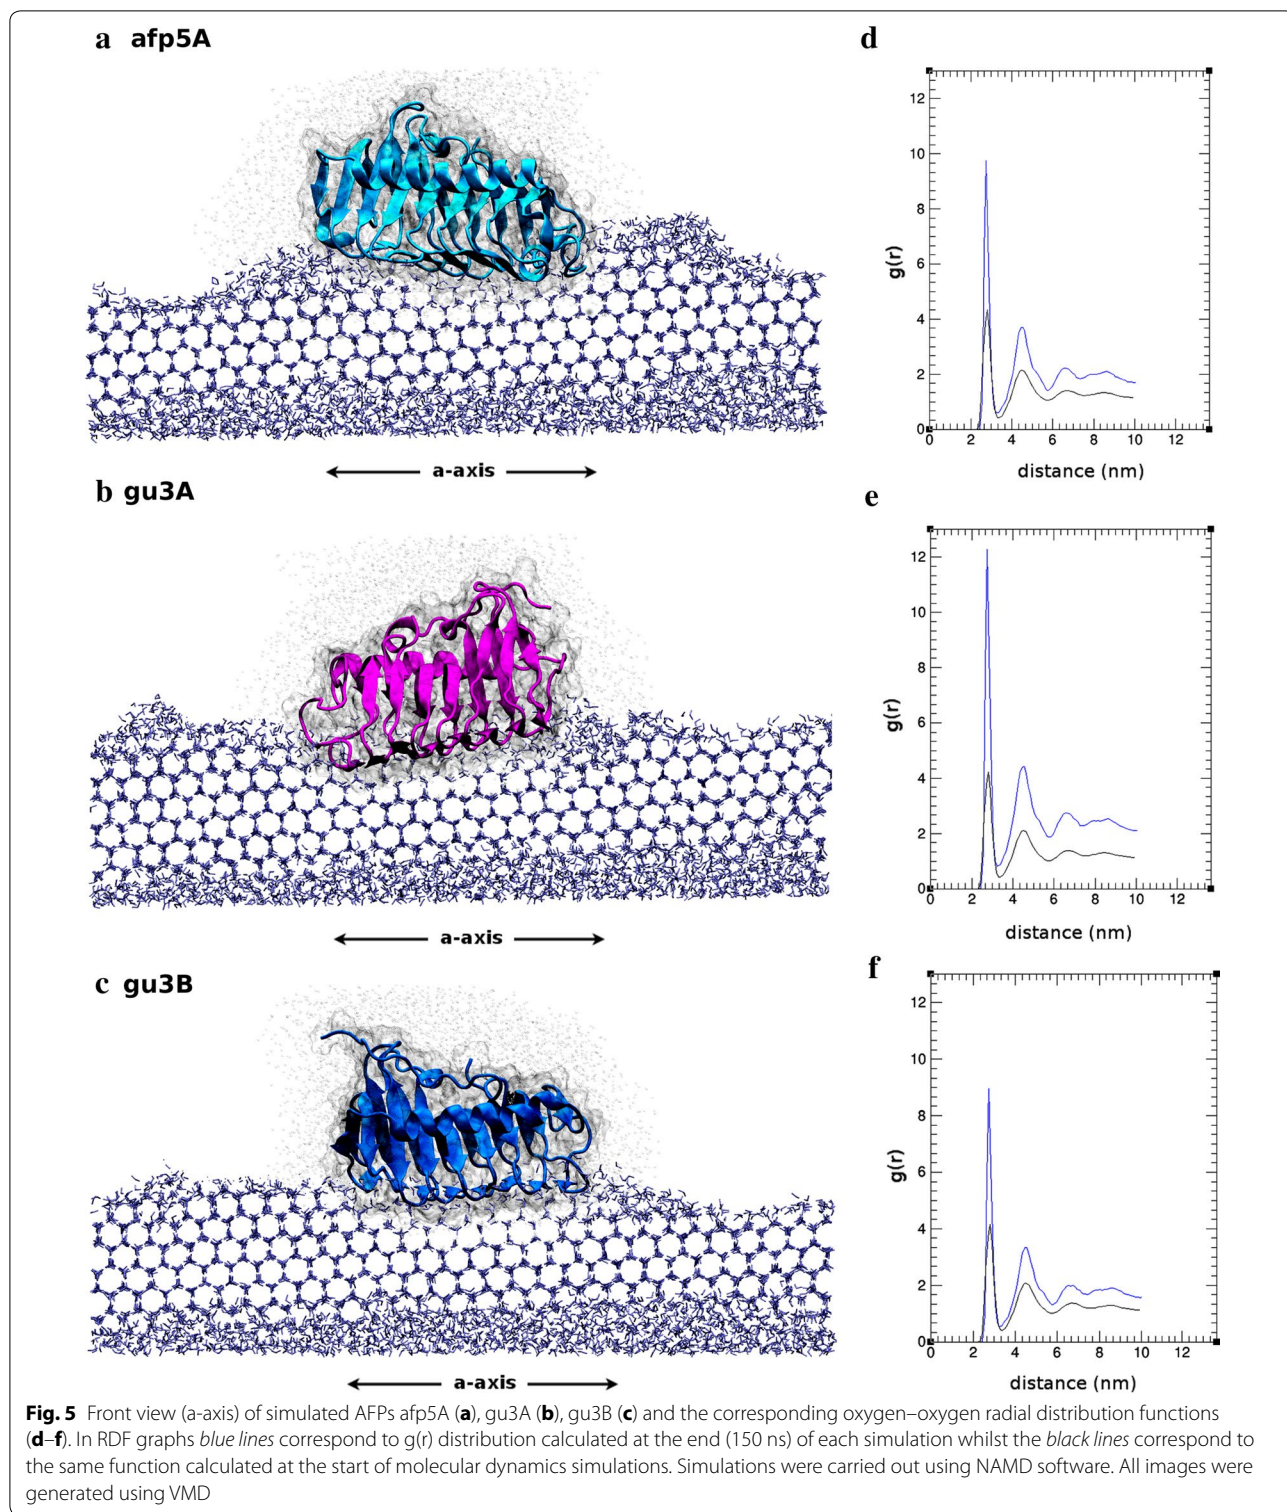 a afp5A
d
12
10
8
6
4
2
0
g(r)
0 2 4 6 8 10 12
distance (nm)
a-axis
b gu3A
e
12
10
8
6
4
2
0
g(r)
0 2 4 6 8 10 12
distance (nm)
a-axis
c gu3B
f
12
10
8
6
4
2
0
g(r)
0 2 4 6 8 10 12
distance (nm)
a-axis
Fig. 5 Front view (a-axis) of simulated AFPs afp5A (a), gu3A (b), gu3B (c) and the corresponding oxygen–oxygen radial distribution functions
(d–f). In RDF graphs blue lines correspond to g(r) distribution calculated at the end (150 ns) of each simulation whilst the black lines correspond to
the same function calculated at the start of molecular dynamics simulations. Simulations were carried out using NAMD software. All images were
generated using VMD